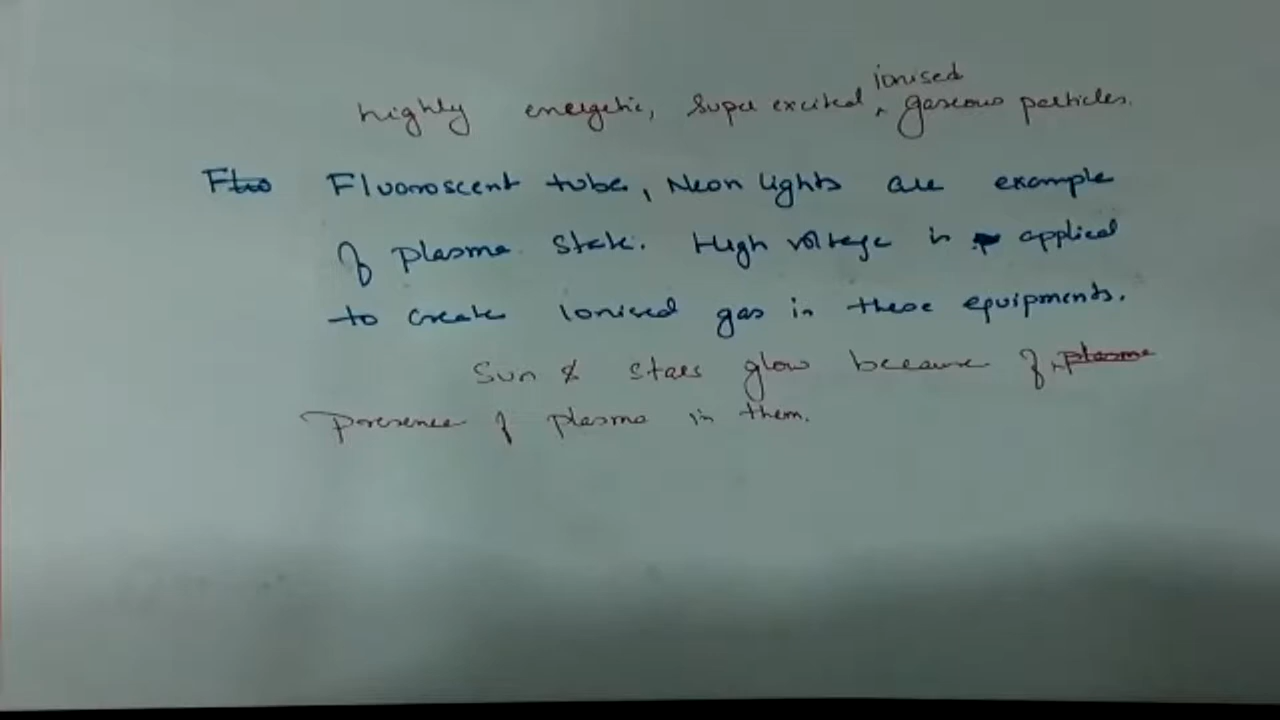 highly energetic, Super excited ionised gaseous particles.
Fluoroscent tube, Neon lights are example
of plasma state. High voltage is applied
to create Ionised gas in these equipments.
Sun & stars glow because of plasma
presence of plasma in them.